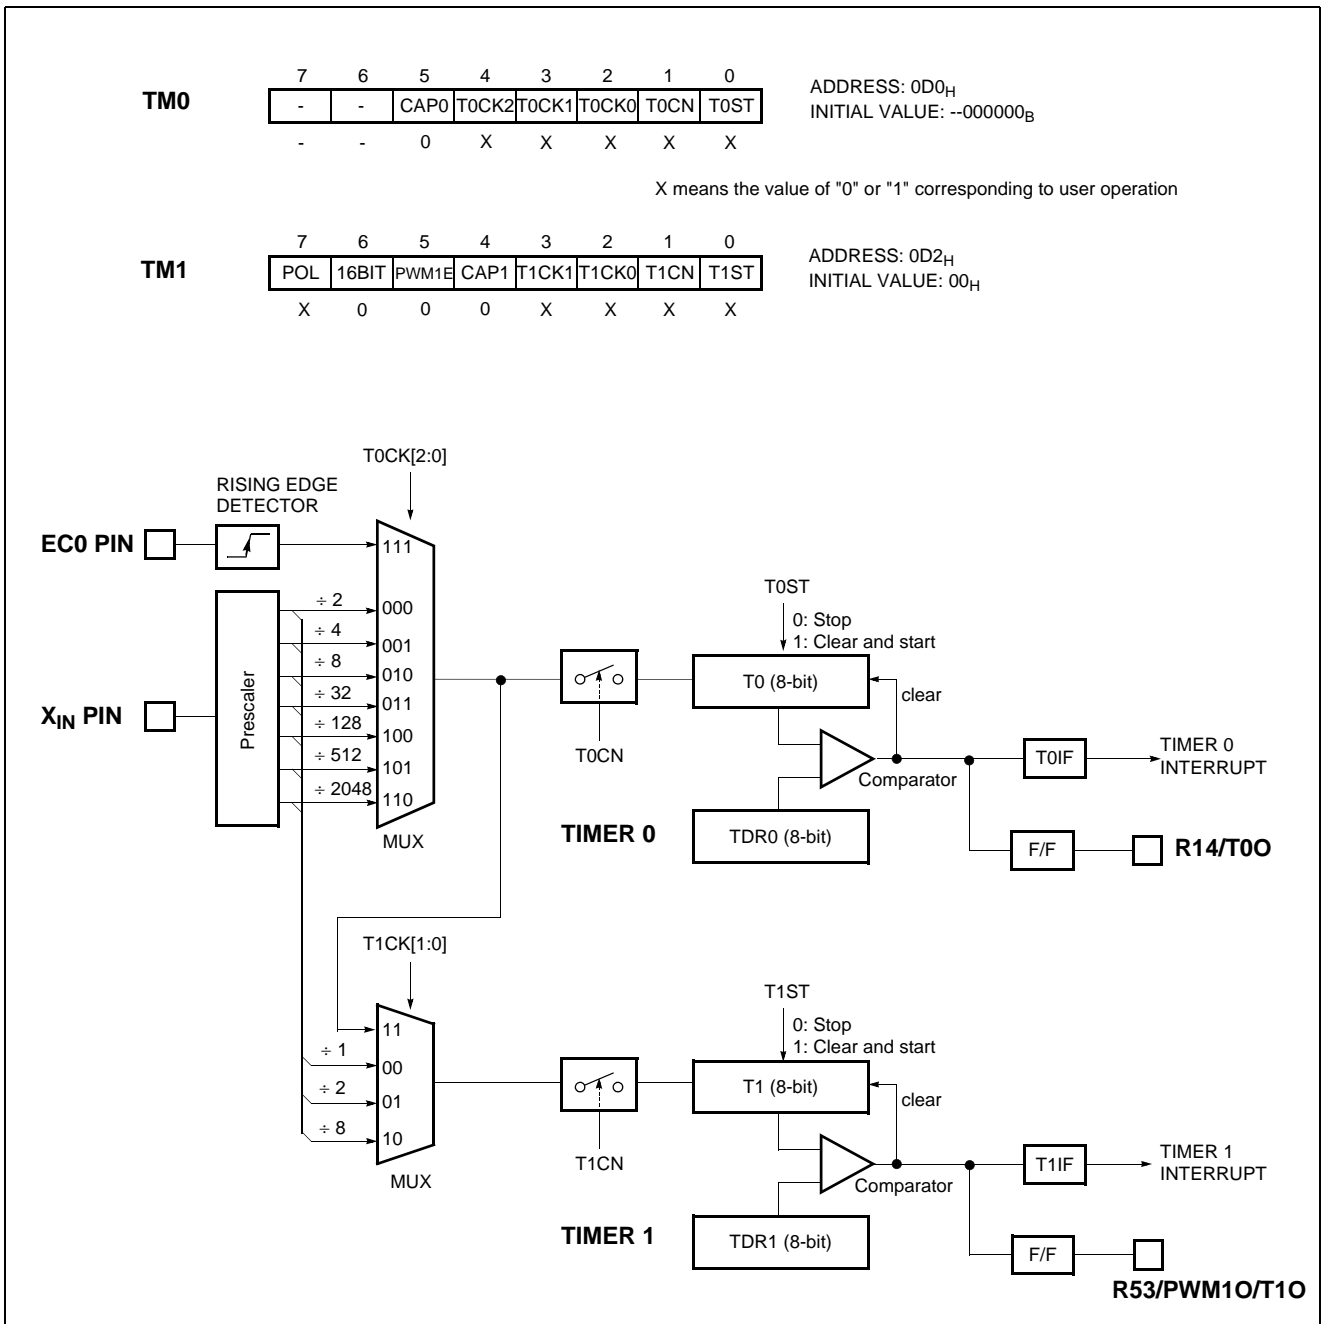 7 6 5 4 3 2 1 0
TM0 - - CAP0 T0CK2 T0CK1 T0CK0 T0CN T0ST
- - 0 X X X X X
ADDRESS: 0D0H
INITIAL VALUE: --000000B
X means the value of "0" or "1" corresponding to user operation
7 6 5 4 3 2 1 0
TM1 POL 16BIT PWM1E CAP1 T1CK1 T1CK0 T1CN T1ST
X 0 0 0 X X X X
ADDRESS: 0D2H
INITIAL VALUE: 00H
T0CK[2:0]
RISING EDGE
DETECTOR
EC0 PIN
111
XIN PIN
Prescaler
÷ 2 000
÷ 4 001
÷ 8 010
÷ 32 011
÷ 128 100
÷ 512 101
÷ 2048 110
MUX
T0CN
T0ST
0: Stop
1: Clear and start
T0 (8-bit)
clear
Comparator
TIMER 0
TDR0 (8-bit)
T0IF
TIMER 0
INTERRUPT
F/F
R14/T0O
T1CK[1:0]
11
÷ 1 00
÷ 2 01
÷ 8 10
MUX
T1CN
T1ST
0: Stop
1: Clear and start
T1 (8-bit)
clear
Comparator
TIMER 1
TDR1 (8-bit)
T1IF
TIMER 1
INTERRUPT
F/F
R53/PWM1O/T1O